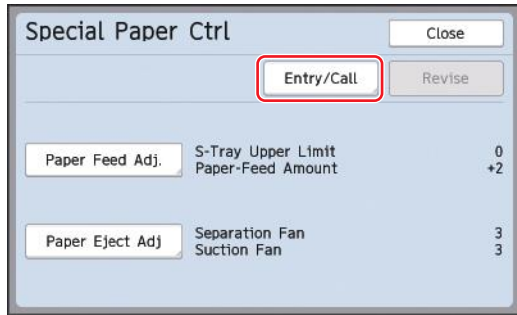 Special Paper Ctrl Close
Entry/Call Revise
Paper Feed Adj. S-Tray Upper Limit 0
Paper-Feed Amount +2
Paper Eject Adj Separation Fan 3
Suction Fan 3